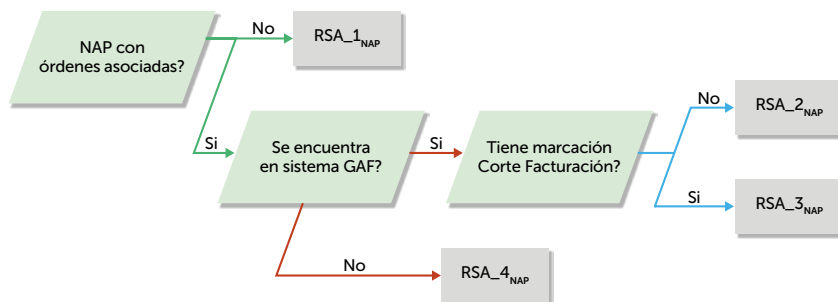 NAP con
órdenes asociadas?
No
RSA_1NAP
Si
Se encuentra
en sistema GAF?
Si
Tiene marcación
Corte Facturación?
No
RSA_2NAP
Si
RSA_3NAP
No
RSA_4NAP